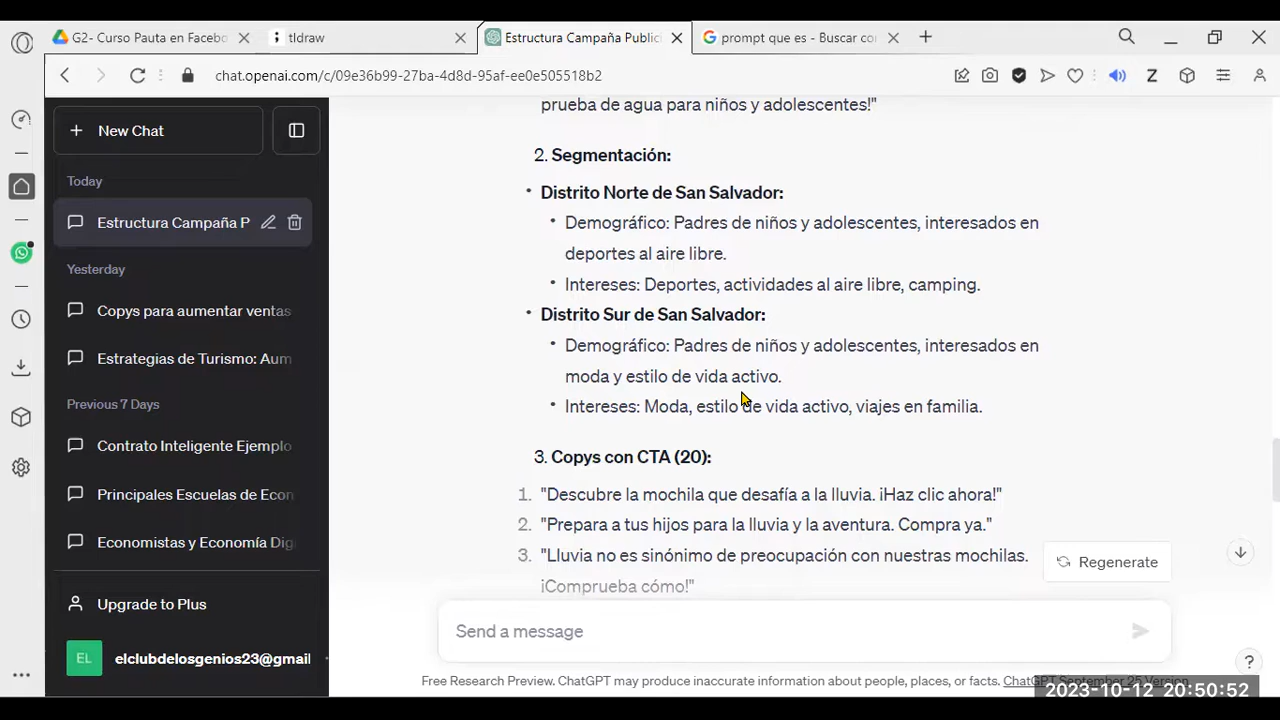 G2- Curso Pauta en Facebo
tldraw
Estructura Campaña Public
prompt que es - Buscar co
chat.openai.com/c/09e36b99-27ba-4d8d-95af-ee0e505518b2
New Chat
Today
Estructura Campaña P
Yesterday
Copys para aumentar ventas
Estrategias de Turismo: Aum
Previous 7 Days
Contrato Inteligente Ejemplo
Principales Escuelas de Econ
Economistas y Economía Dig
Upgrade to Plus
EL elclubdelosgenios23@gmail
prueba de agua para niños y adolescentes!"
2. Segmentación:
• Distrito Norte de San Salvador:
• Demográfico: Padres de niños y adolescentes, interesados en
deportes al aire libre.
• Intereses: Deportes, actividades al aire libre, camping.
• Distrito Sur de San Salvador:
• Demográfico: Padres de niños y adolescentes, interesados en
moda y estilo de vida activo.
• Intereses: Moda, estilo de vida activo, viajes en familia.
3. Copys con CTA (20):
1. "Descubre la mochila que desafía a la lluvia. ¡Haz clic ahora!"
2. "Prepara a tus hijos para la lluvia y la aventura. Compra ya."
3. "Lluvia no es sinónimo de preocupación con nuestras mochilas.
¡Comprueba cómo!"
Regenerate
Send a message
Free Research Preview. ChatGPT may produce inaccurate information about people, places, or facts. ChatGPT September 25 Version
?
2023-10-12 20:50:52